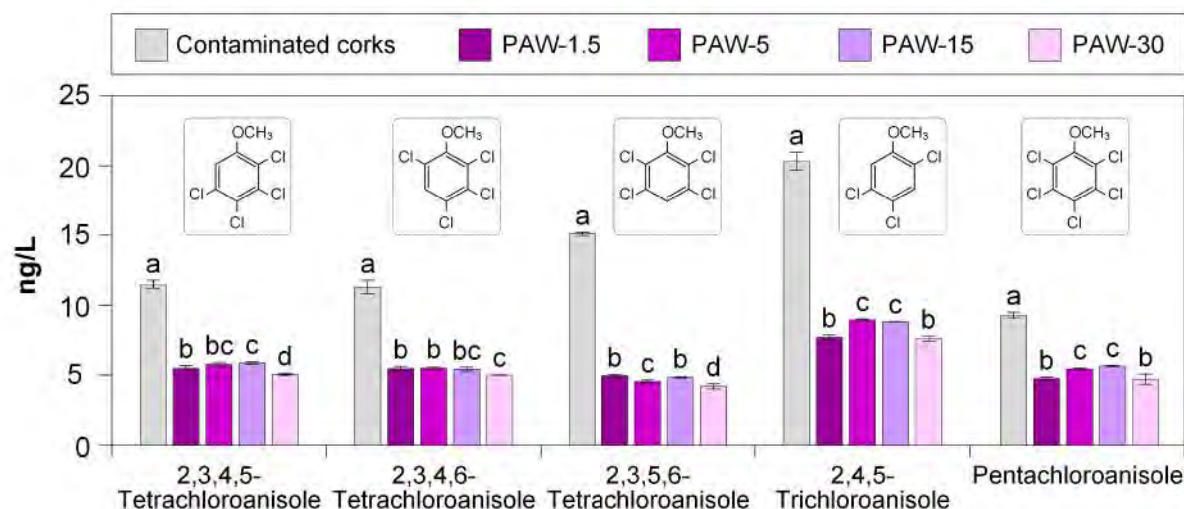 Contaminated corks PAW-1.5 PAW-5 PAW-15 PAW-30
ng/L
25
20
15
10
5
0
OCH₃
Cl
Cl
Cl
Cl
a
b
bc
c
d
2,3,4,5-
Tetrachloroanisole
OCH₃
Cl
Cl
Cl
Cl
a
b
b
bc
c
2,3,4,6-
Tetrachloroanisole
OCH₃
Cl
Cl
Cl
Cl
a
b
c
b
d
2,3,5,6-
Tetrachloroanisole
a
OCH₃
Cl
Cl
Cl
b
c
c
b
2,4,5-
Trichloroanisole
OCH₃
Cl
Cl
Cl
Cl
Cl
a
b
c
c
b
Pentachloroanisole